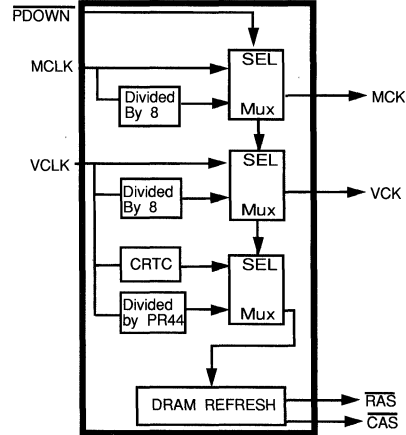 PDOWN
SEL
MCLK
Divided
By 8
MCK
Mux
SEL
VCLK
Divided
By 8
VCK
Mux
CRTC
SEL
Divided
by PR44
Mux
DRAM REFRESH
RAS
CAS